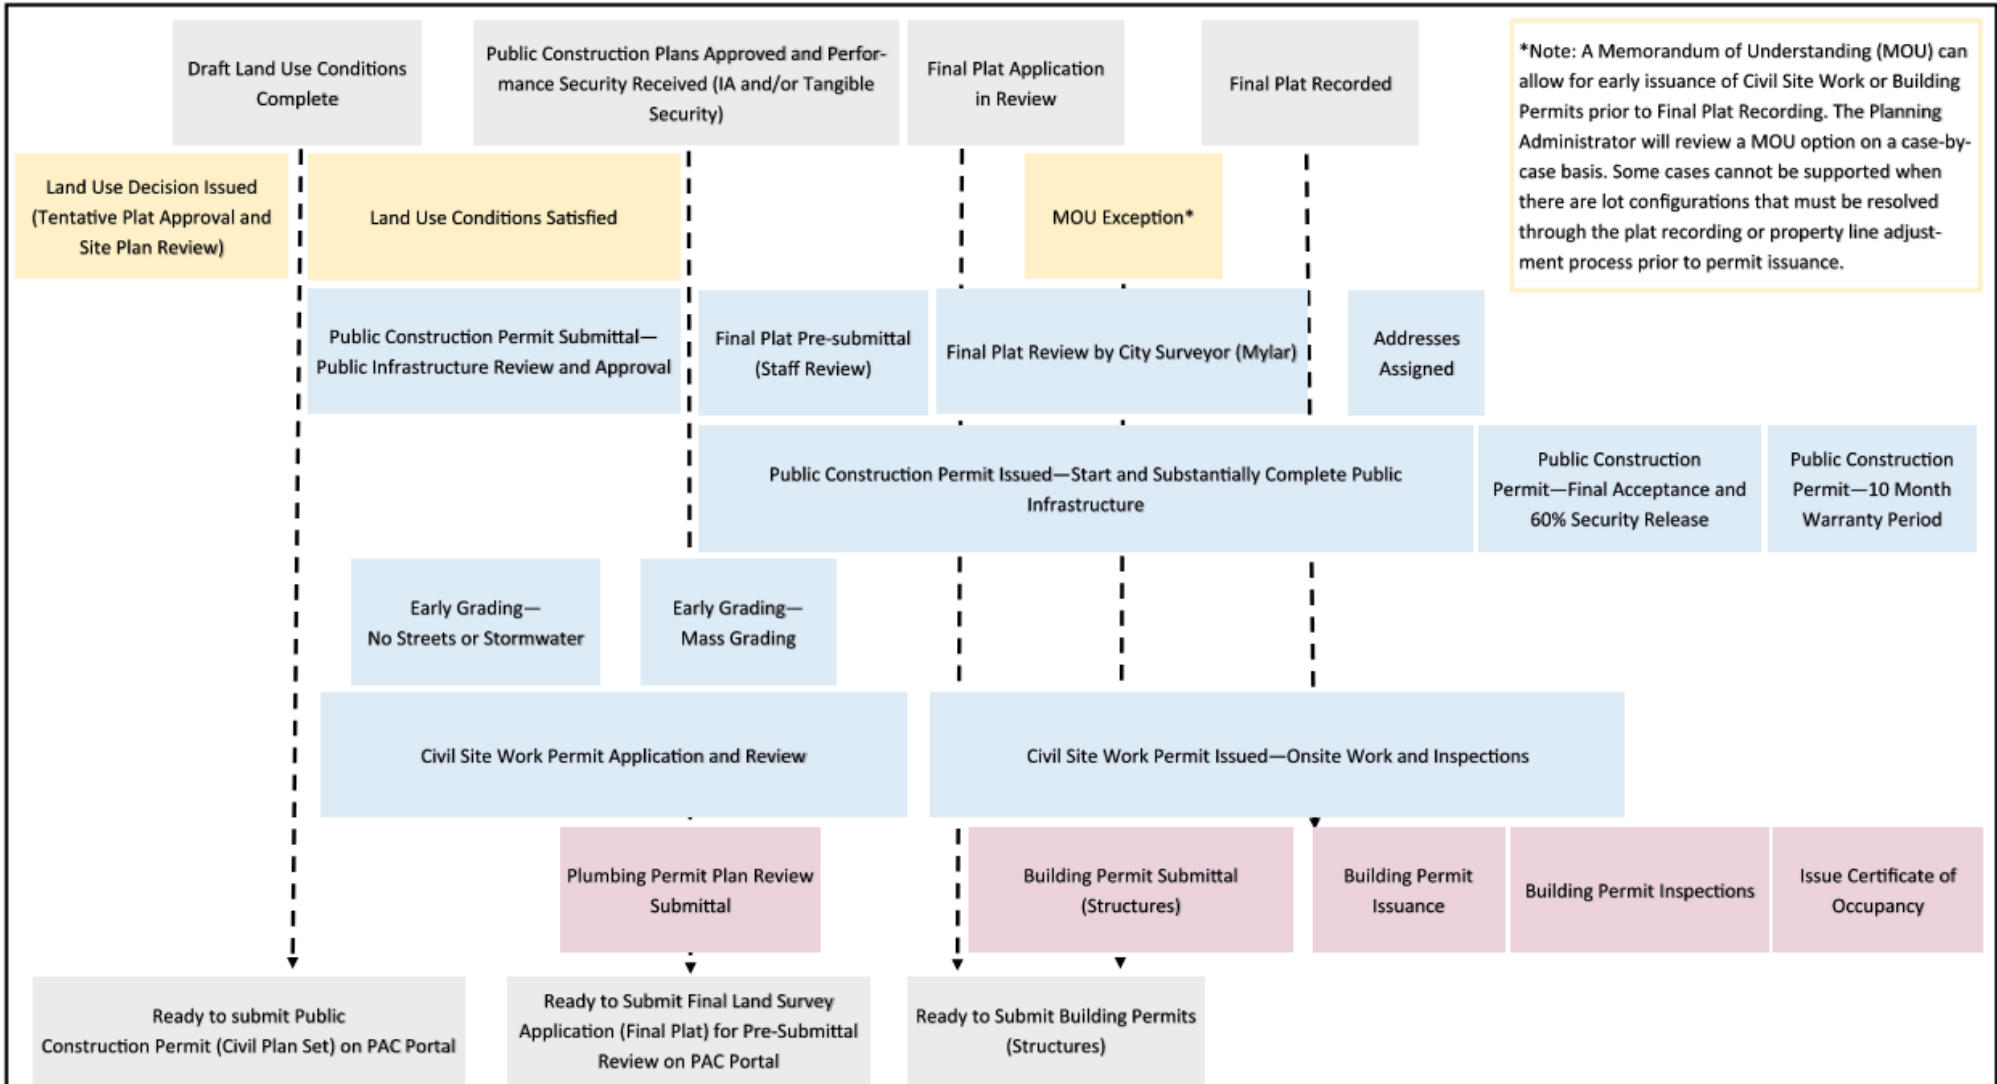 Draft Land Use Conditions
Complete
Public Construction Plans Approved and Perfor-
mance Security Received (IA and/or Tangible
Security)
Final Plat Application
in Review
Final Plat Recorded
*Note: A Memorandum of Understanding (MOU) can
allow for early issuance of Civil Site Work or Building
Permits prior to Final Plat Recording. The Planning
Administrator will review a MOU option on a case-by-
case basis. Some cases cannot be supported when
there are lot configurations that must be resolved
through the plat recording or property line adjust-
ment process prior to permit issuance.
Land Use Decision Issued
(Tentative Plat Approval and
Site Plan Review)
Land Use Conditions Satisfied
MOU Exception*
Public Construction Permit Submittal—
Public Infrastructure Review and Approval
Final Plat Pre-submittal
(Staff Review)
Final Plat Review by City Surveyor (Mylar)
Addresses
Assigned
Public Construction Permit Issued—Start and Substantially Complete Public
Infrastructure
Public Construction
Permit—Final Acceptance and
60% Security Release
Public Construction
Permit—10 Month
Warranty Period
Early Grading—
No Streets or Stormwater
Early Grading—
Mass Grading
Civil Site Work Permit Application and Review
Civil Site Work Permit Issued—Onsite Work and Inspections
Plumbing Permit Plan Review
Submittal
Building Permit Submittal
(Structures)
Building Permit
Issuance
Building Permit Inspections
Issue Certificate of
Occupancy
Ready to submit Public
Construction Permit (Civil Plan Set) on PAC Portal
Ready to Submit Final Land Survey
Application (Final Plat) for Pre-Submittal
Review on PAC Portal
Ready to Submit Building Permits
(Structures)